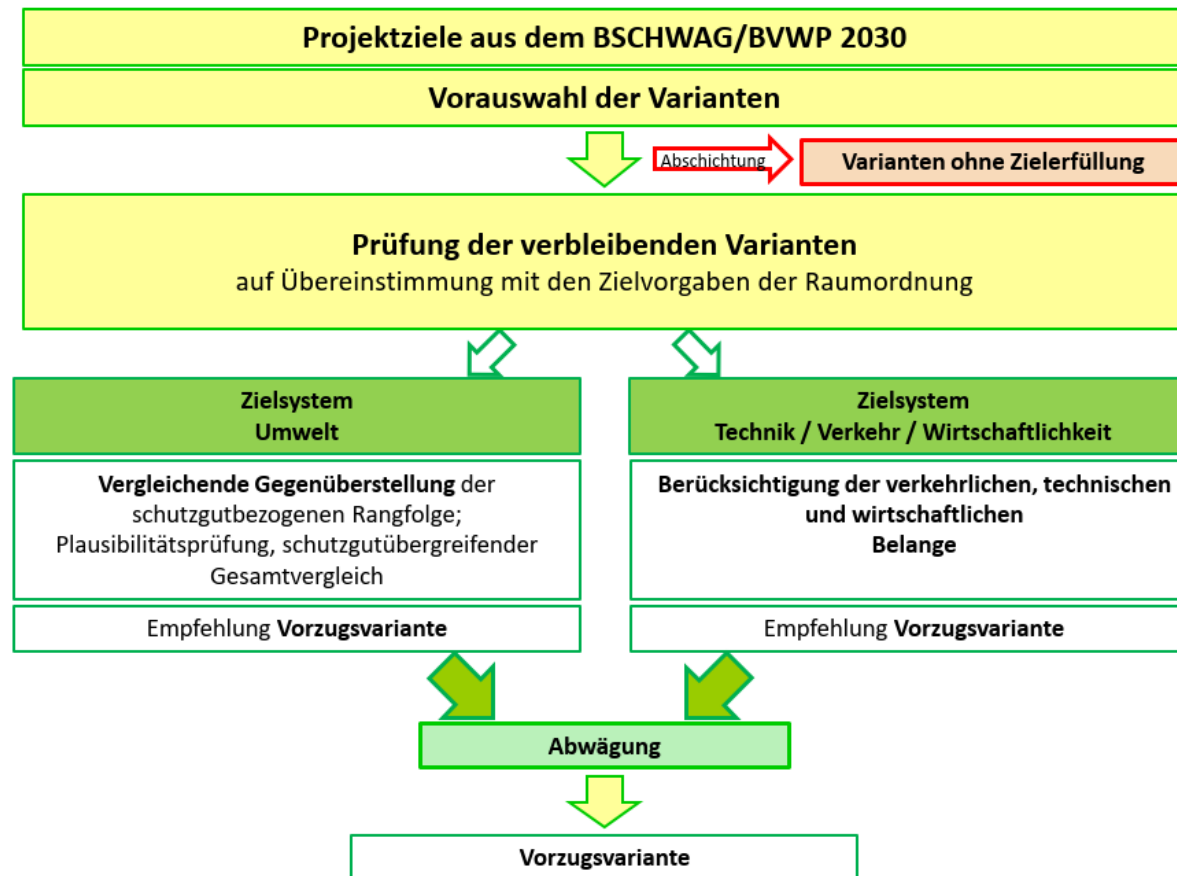 Projektziele aus dem BSCHWAG/BVWP 2030
Vorauswahl der Varianten
Abschichtung
Varianten ohne Zielerfüllung
Prüfung der verbleibenden Varianten
auf Übereinstimmung mit den Zielvorgaben der Raumordnung
Zielsystem
Umwelt
Vergleichende Gegenüberstellung der
schutzgutbezogenen Rangfolge;
Plausibilitätsprüfung, schutzgutübergreifender
Gesamtvergleich
Empfehlung Vorzugsvariante
Zielsystem
Technik / Verkehr / Wirtschaftlichkeit
Berücksichtigung der verkehrlichen, technischen
und wirtschaftlichen
Belange
Empfehlung Vorzugsvariante
Abwägung
Vorzugsvariante